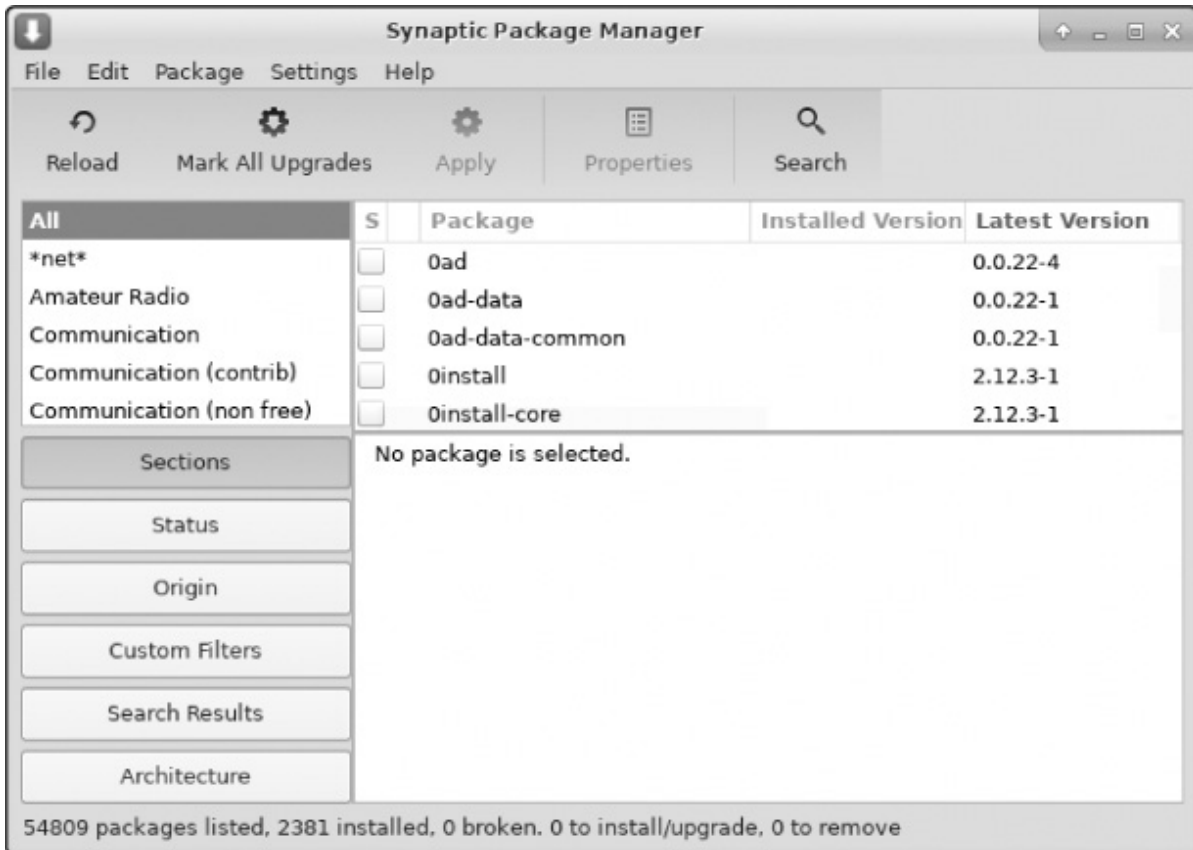 Synaptic Package Manager
File Edit Package Settings Help
Reload Mark All Upgrades Apply Properties Search
All
*net*
Amateur Radio
Communication
Communication (contrib)
Communication (non free)
S Package Installed Version Latest Version
0ad 0.0.22-4
0ad-data 0.0.22-1
0ad-data-common 0.0.22-1
0install 2.12.3-1
0install-core 2.12.3-1
Sections
Status
Origin
Custom Filters
Search Results
Architecture
No package is selected.
54809 packages listed, 2381 installed, 0 broken. 0 to install/upgrade, 0 to remove